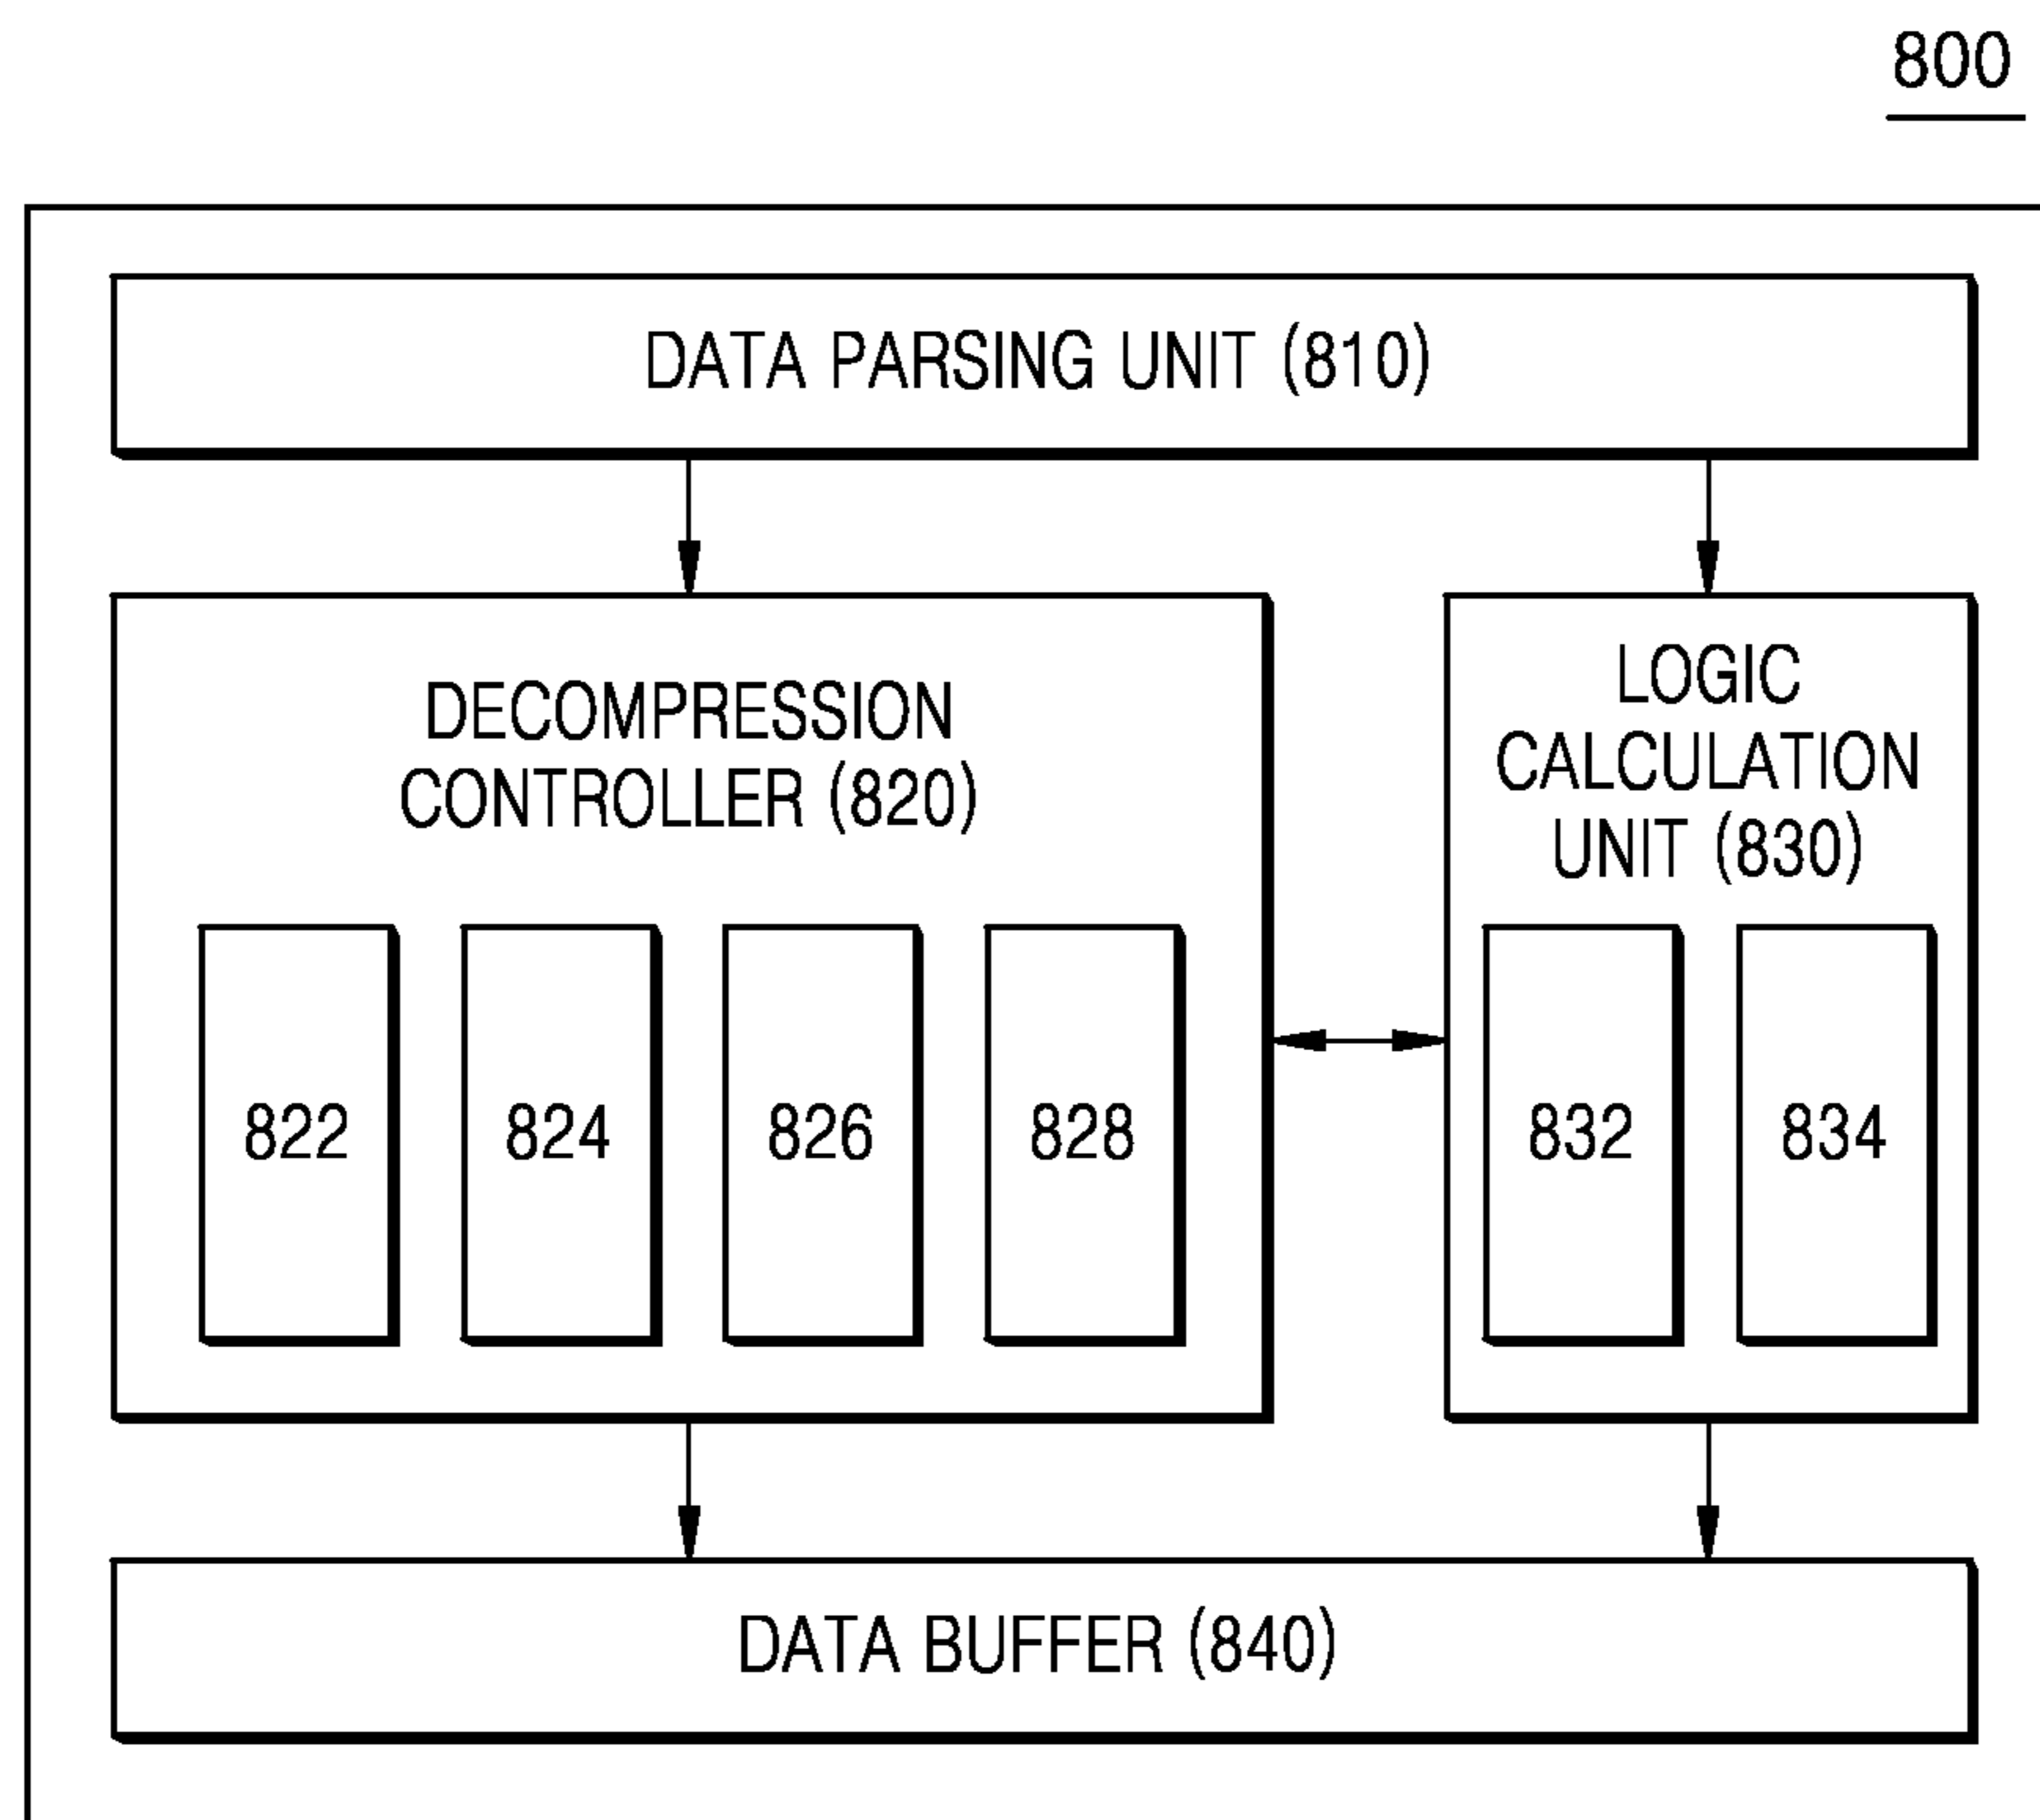 800
DATA PARSING UNIT (810)
DECOMPRESSION
CONTROLLER (820)
LOGIC
CALCULATION
UNIT (830)
822
824
826
828
832
834
DATA BUFFER (840)